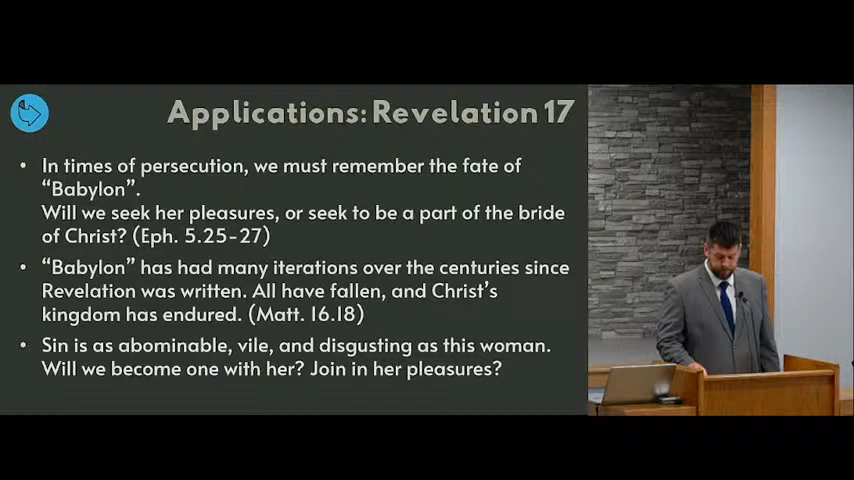 Applications: Revelation 17
• In times of persecution, we must remember the fate of
“Babylon”.
Will we seek her pleasures, or seek to be a part of the bride
of Christ? (Eph. 5.25-27)
• “Babylon” has had many iterations over the centuries since
Revelation was written. All have fallen, and Christ’s
kingdom has endured. (Matt. 16.18)
• Sin is as abominable, vile, and disgusting as this woman.
Will we become one with her? Join in her pleasures?